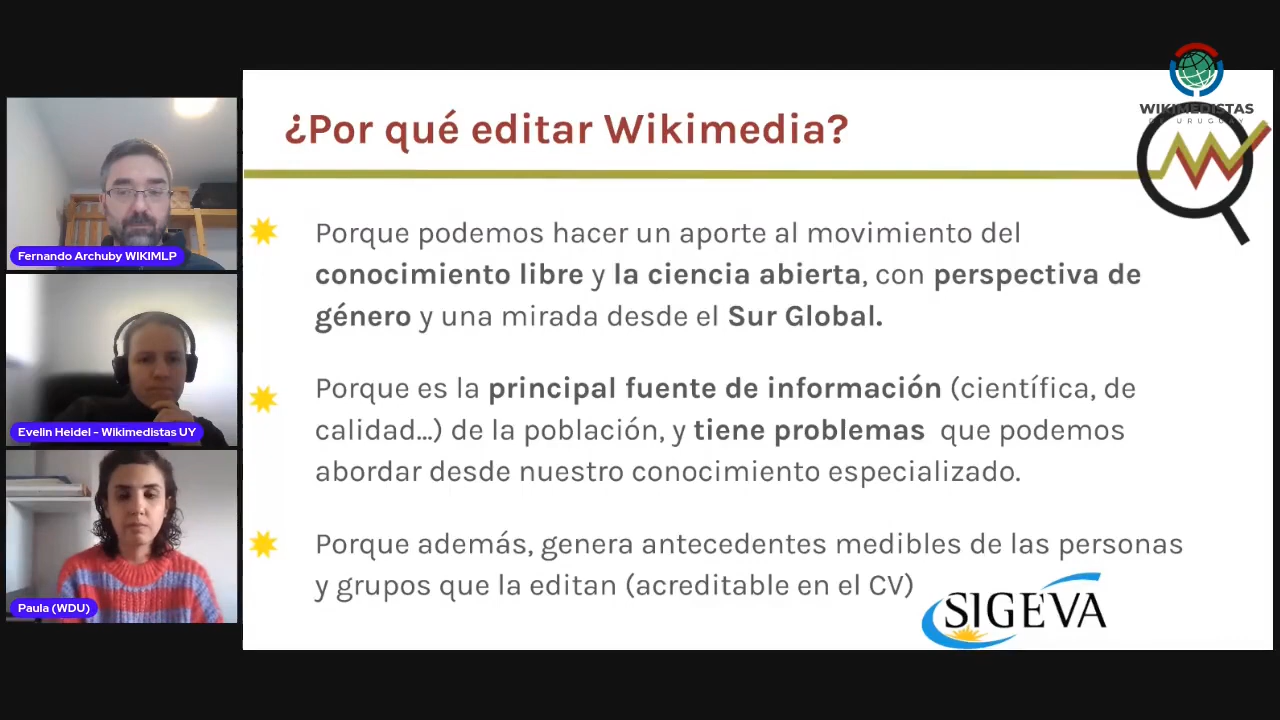 WIKIMEDISTAS
DE URUGUAY
¿Por qué editar Wikimedia?
Porque podemos hacer un aporte al movimiento del
conocimiento libre y la ciencia abierta, con perspectiva de
género y una mirada desde el Sur Global.
Porque es la principal fuente de información (científica, de
calidad...) de la población, y tiene problemas que podemos
abordar desde nuestro conocimiento especializado.
Porque además, genera antecedentes medibles de las personas
y grupos que la editan (acreditable en el CV)
SIGEVA
Fernando Archuby WIKIMLP
Evelin Heidel - Wikimedistas UY
Paula (WDU)